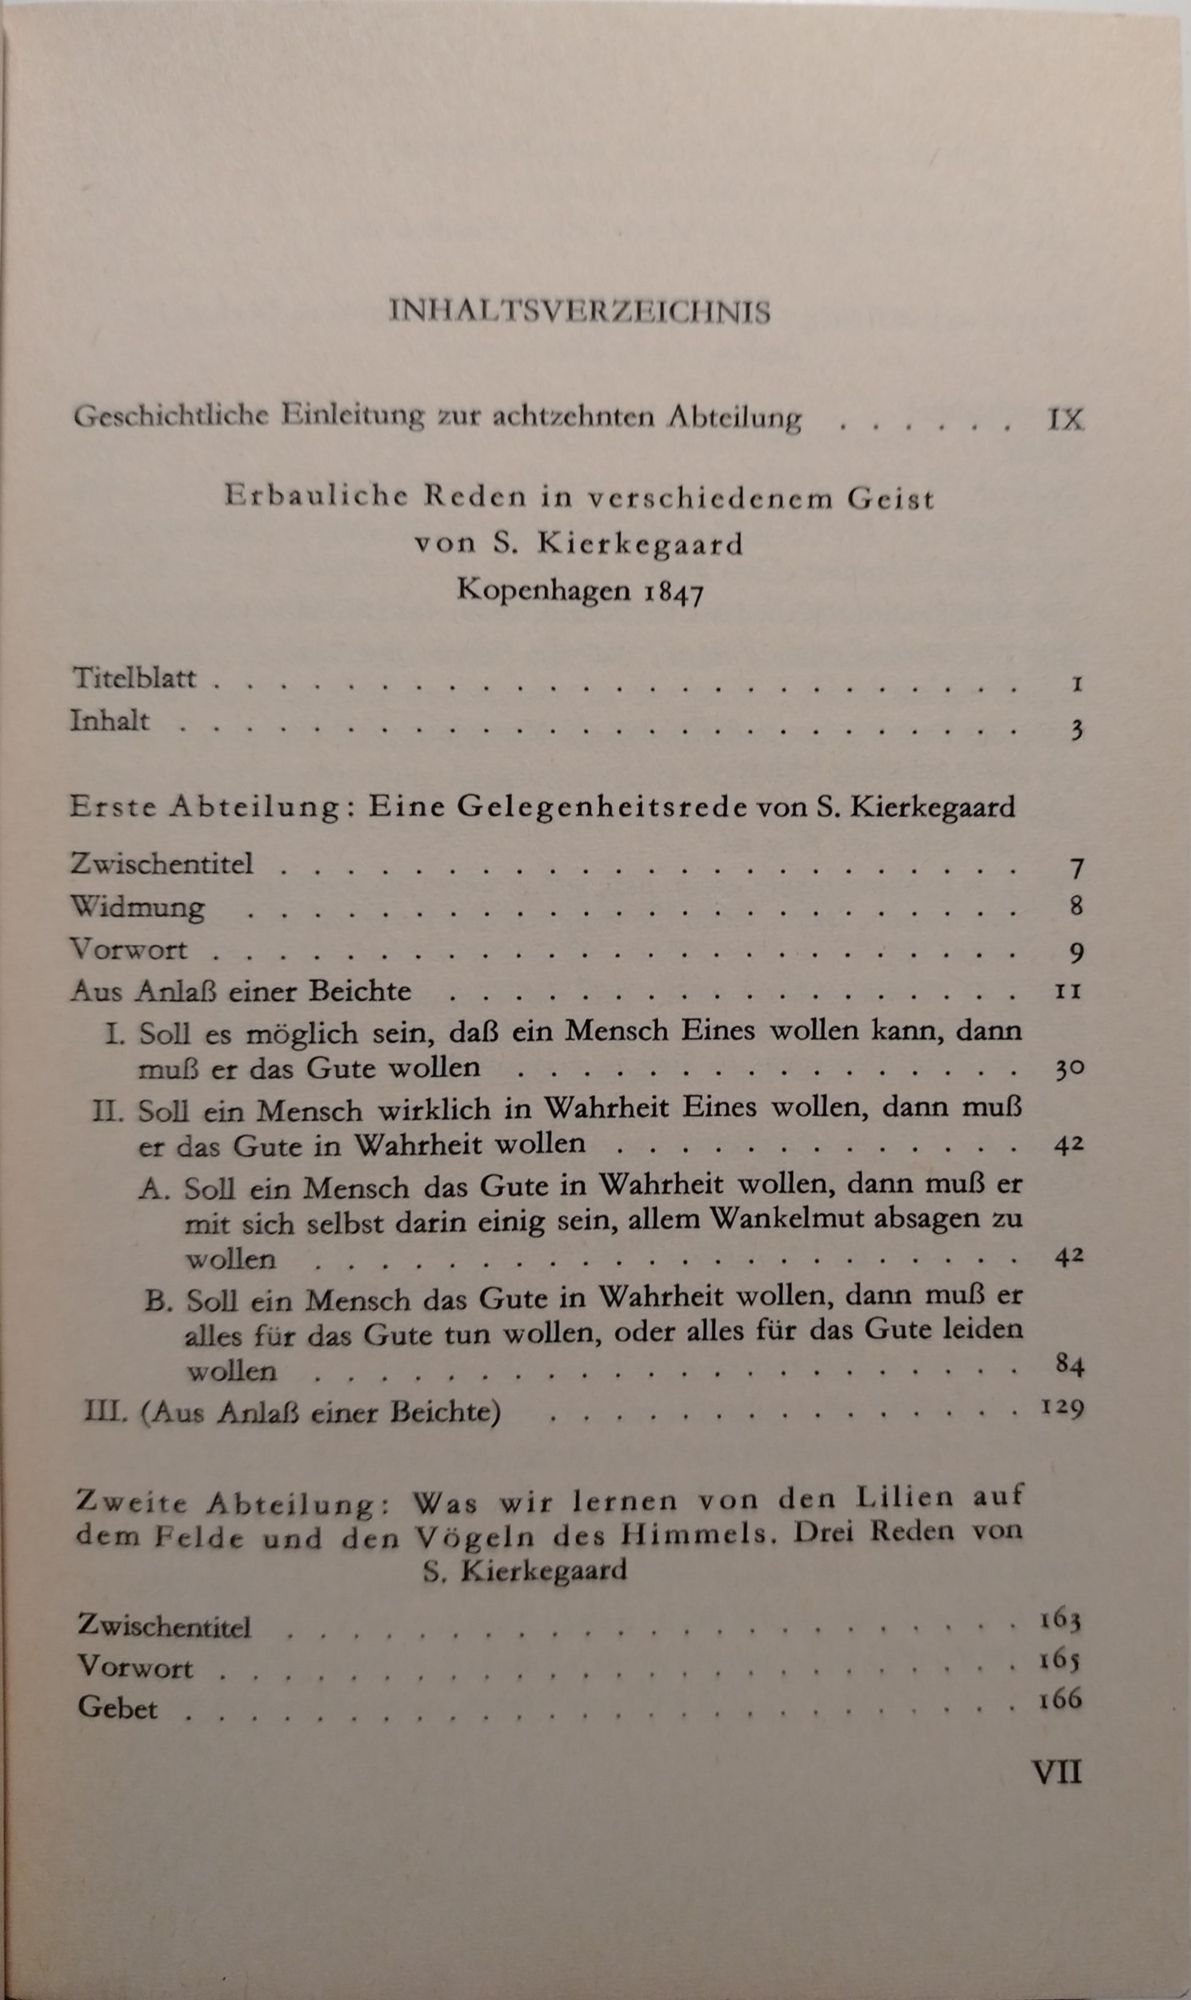 INHALTSVERZEICHNIS
Geschichtliche Einleitung zur achtzehnten Abteilung . . . . . . IX
Erbauliche Reden in verschiedenem Geist
von S. Kierkegaard
Kopenhagen 1847
Titelblatt . . . . . . . . . . . . . . . . . . . . . . . . . 1
Inhalt . . . . . . . . . . . . . . . . . . . . . . . . . . 3
Erste Abteilung: Eine Gelegenheitsrede von S. Kierkegaard
Zwischentitel . . . . . . . . . . . . . . . . . . . . . . . 7
Widmung . . . . . . . . . . . . . . . . . . . . . . . . 8
Vorwort . . . . . . . . . . . . . . . . . . . . . . . . . 9
Aus Anlaß einer Beichte . . . . . . . . . . . . . . . . . . 11
I. Soll es möglich sein, daß ein Mensch Eines wollen kann, dann
muß er das Gute wollen . . . . . . . . . . . . . . . . 30
II. Soll ein Mensch wirklich in Wahrheit Eines wollen, dann muß
er das Gute in Wahrheit wollen . . . . . . . . . . . . . 42
A. Soll ein Mensch das Gute in Wahrheit wollen, dann muß er
mit sich selbst darin einig sein, allem Wankelmut absagen zu
wollen . . . . . . . . . . . . . . . . . . . . . . 42
B. Soll ein Mensch das Gute in Wahrheit wollen, dann muß er
alles für das Gute tun wollen, oder alles für das Gute leiden
wollen . . . . . . . . . . . . . . . . . . . . . . 84
III. (Aus Anlaß einer Beichte) . . . . . . . . . . . . . . . 129
Zweite Abteilung: Was wir lernen von den Lilien auf
dem Felde und den Vögeln des Himmels. Drei Reden von
S. Kierkegaard
Zwischentitel . . . . . . . . . . . . . . . . . . . . . . . 163
Vorwort . . . . . . . . . . . . . . . . . . . . . . . . . 165
Gebet . . . . . . . . . . . . . . . . . . . . . . . . . . 166
VII